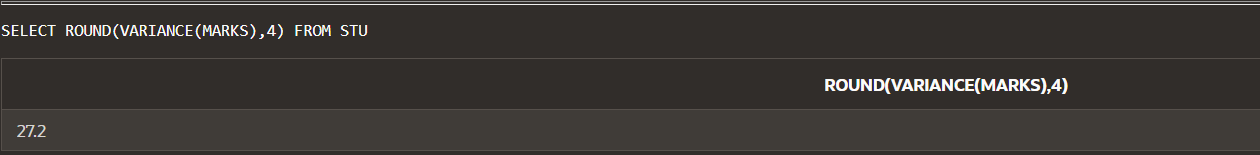 SELECT ROUND(VARIANCE(MARKS),4) FROM STU
ROUND(VARIANCE(MARKS),4)
27.2